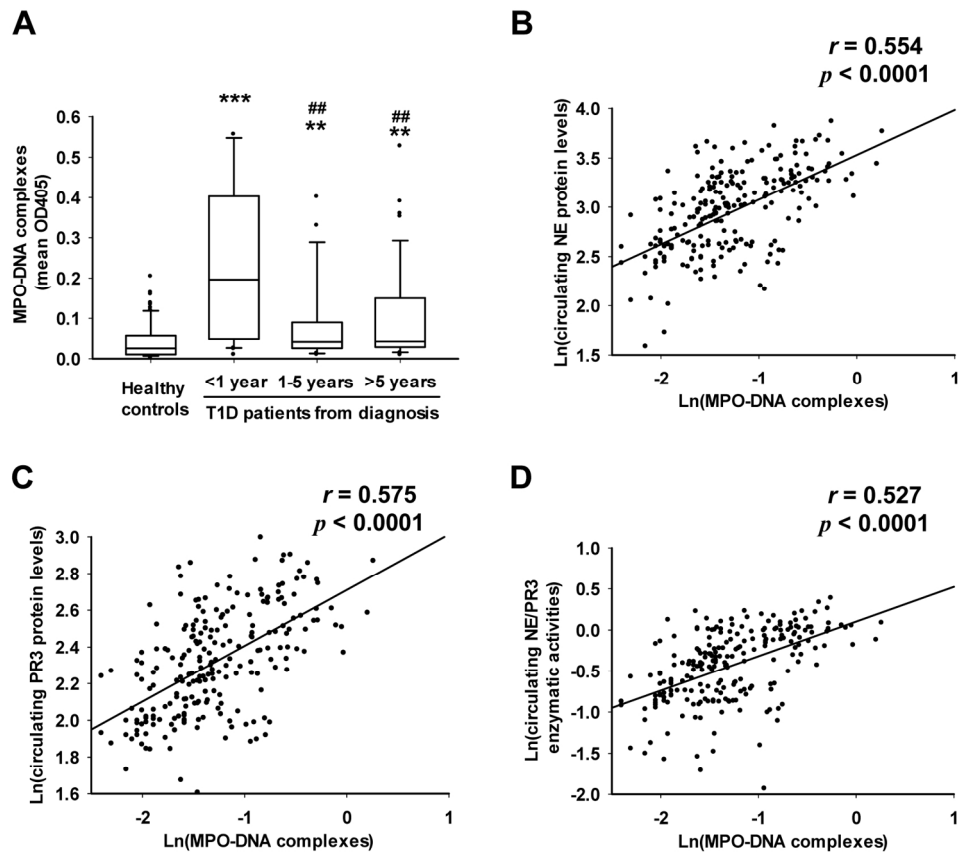 A
MPO-DNA complexes
(mean OD405)
0.6
0.5
0.4
0.3
0.2
0.1
0.0
***
##
**
##
**
Healthy
controls
<1 year 1-5 years >5 years
T1D patients from diagnosis
B
r = 0.554
p < 0.0001
Ln(circulating NE protein levels)
4.0
3.5
3.0
2.5
2.0
1.5
-2 -1 0 1
Ln(MPO-DNA complexes)
C
r = 0.575
p < 0.0001
Ln(circulating PR3 protein levels)
3.0
2.8
2.6
2.4
2.2
2.0
1.8
1.6
-2 -1 0 1
Ln(MPO-DNA complexes)
D
r = 0.527
p < 0.0001
Ln(circulating NE/PR3
enzymatic activities)
1.0
0.5
0.0
-0.5
-1.0
-1.5
-2.0
-2 -1 0 1
Ln(MPO-DNA complexes)